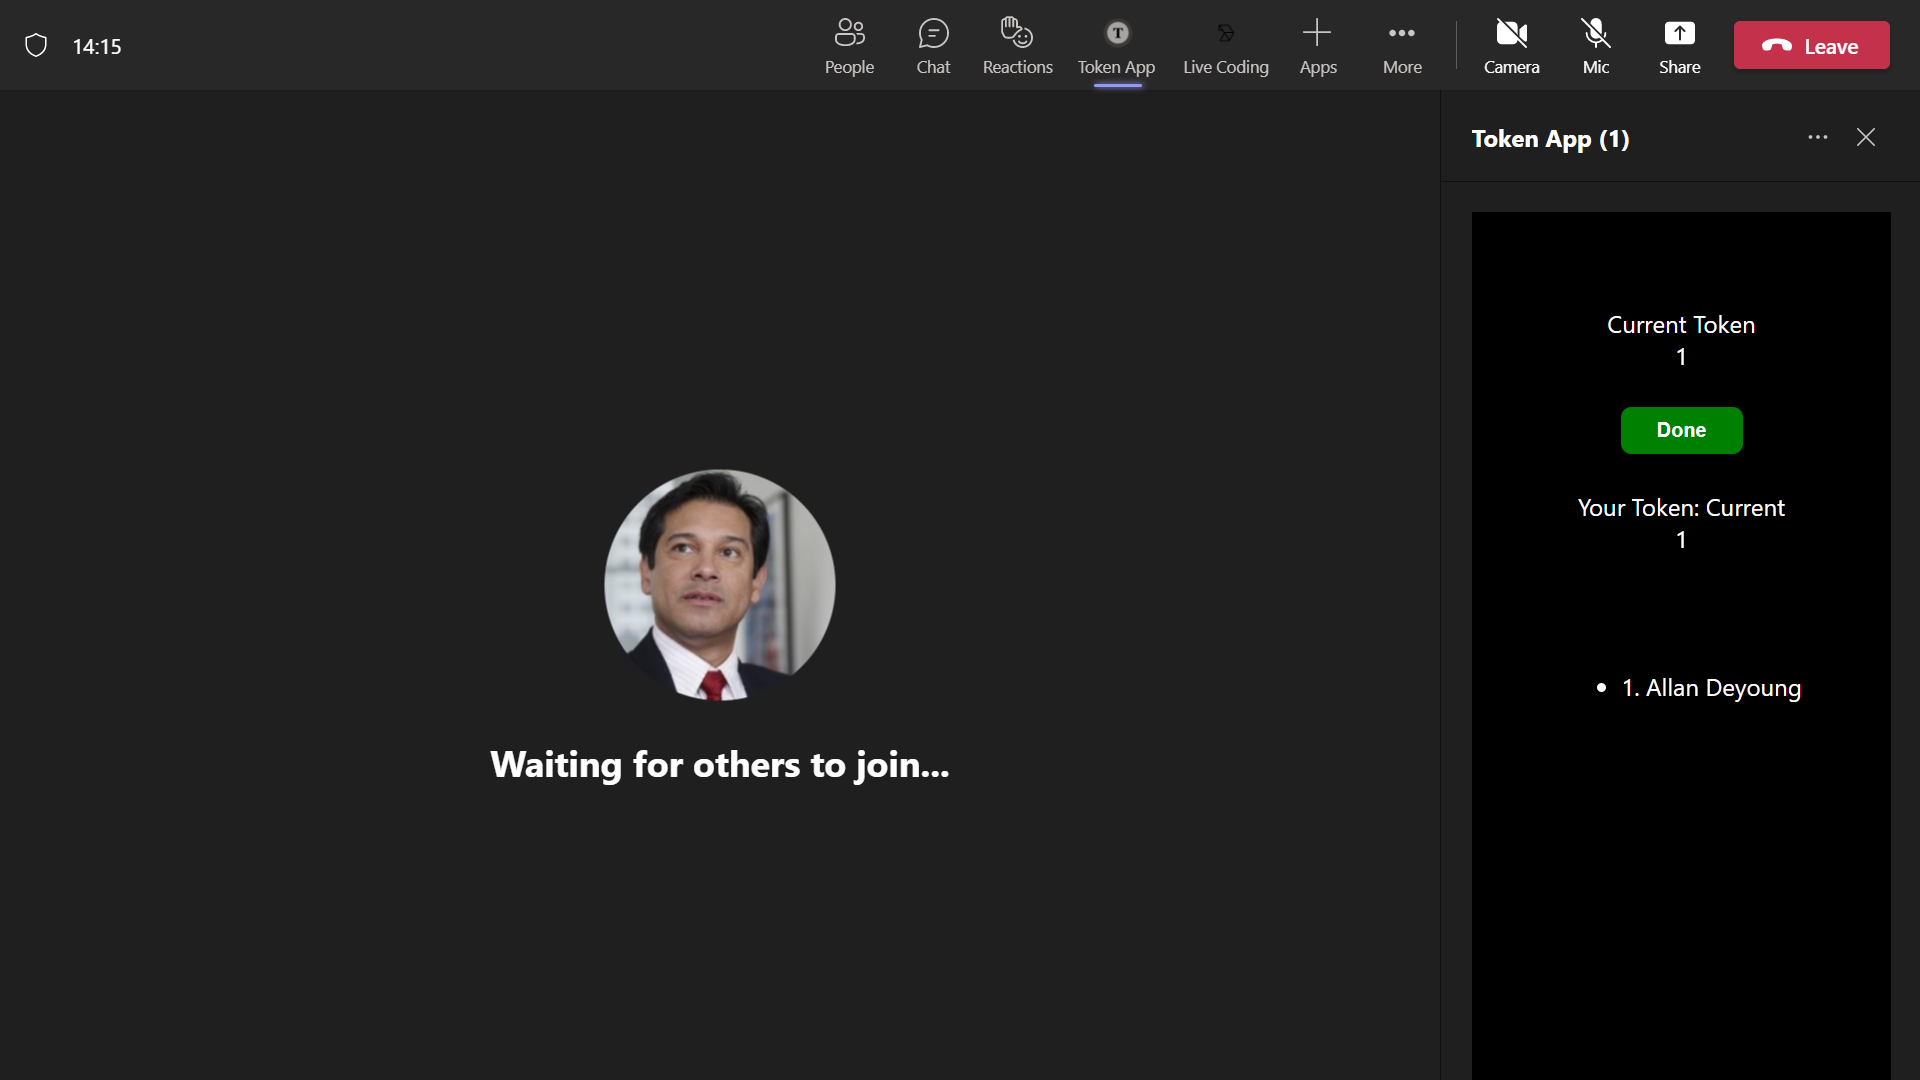 14:15
People
Chat
Reactions
T
Token App
Live Coding
Apps
More
Camera
Mic
Share
Leave
Token App (1)
Current Token
1
Done
Your Token: Current
1
• 1. Allan Deyoung
Waiting for others to join...